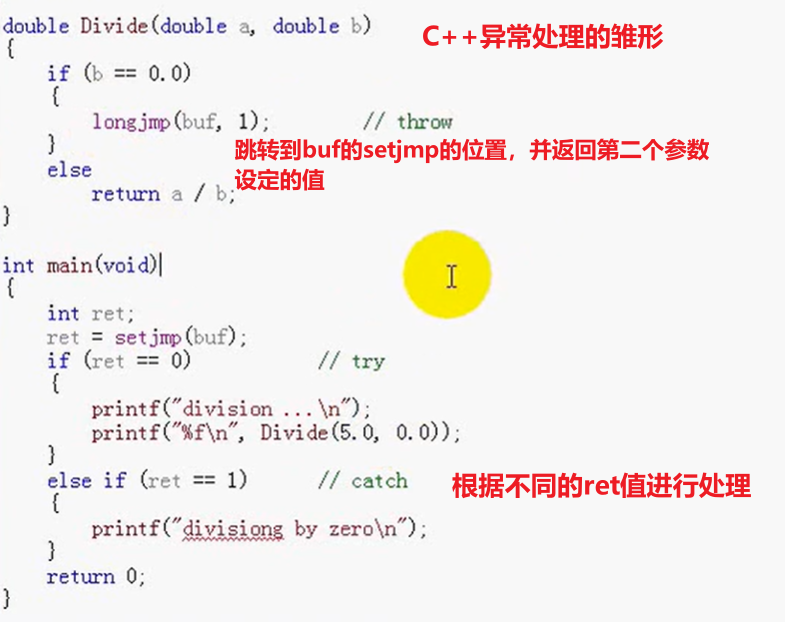 double Divide(double a, double b)
C++异常处理的雏形
{
if (b == 0.0)
{
longjmp(buf, 1); // throw
}
跳转到buf的setjmp的位置，并返回第二个参数
设定的值
else
return a / b;
}
int main(void)
{
int ret;
ret = setjmp(buf);
if (ret == 0) // try
{
printf("division ...\n");
printf("%f\n", Divide(5.0, 0.0));
}
else if (ret == 1) // catch
根据不同的ret值进行处理
{
printf("divisiong by zero\n");
}
return 0;
}